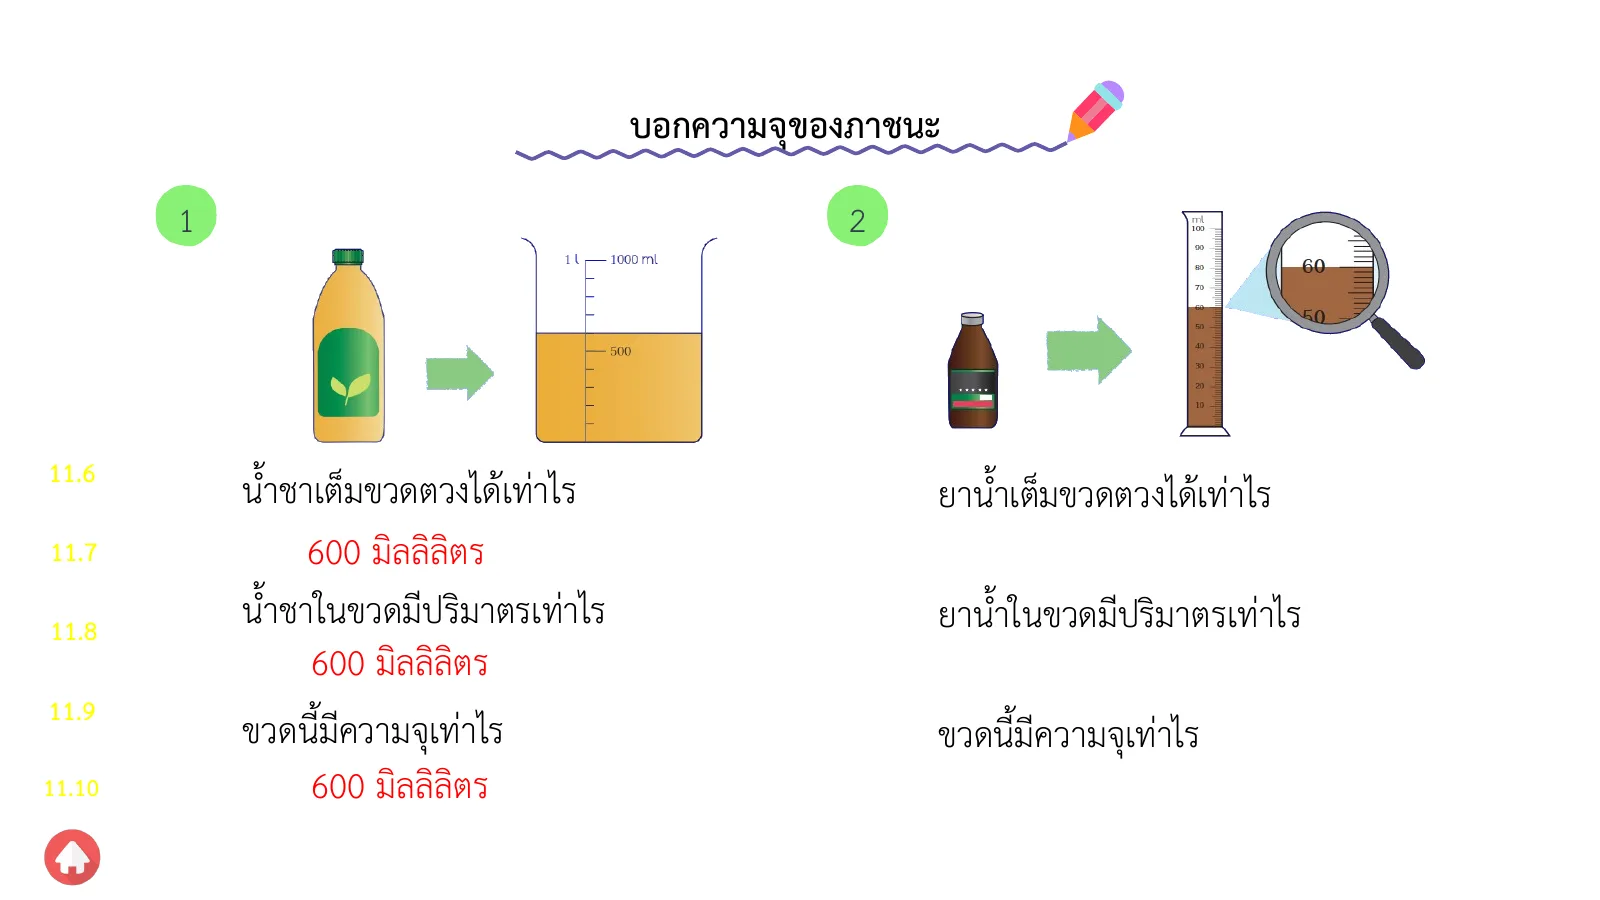 บอกความจุของภาชนะ
1
1 l
1000 ml
500
2
ml
100
90
80
70
60
50
40
30
20
10
60
50
11.6
11.7
11.8
11.9
11.10
น้ำชาเต็มขวดตวงได้เท่าไร
600 มิลลิลิตร
น้ำชาในขวดมีปริมาตรเท่าไร
600 มิลลิลิตร
ขวดนี้มีความจุเท่าไร
600 มิลลิลิตร
ยาน้ำเต็มขวดตวงได้เท่าไร
ยาน้ำในขวดมีปริมาตรเท่าไร
ขวดนี้มีความจุเท่าไร